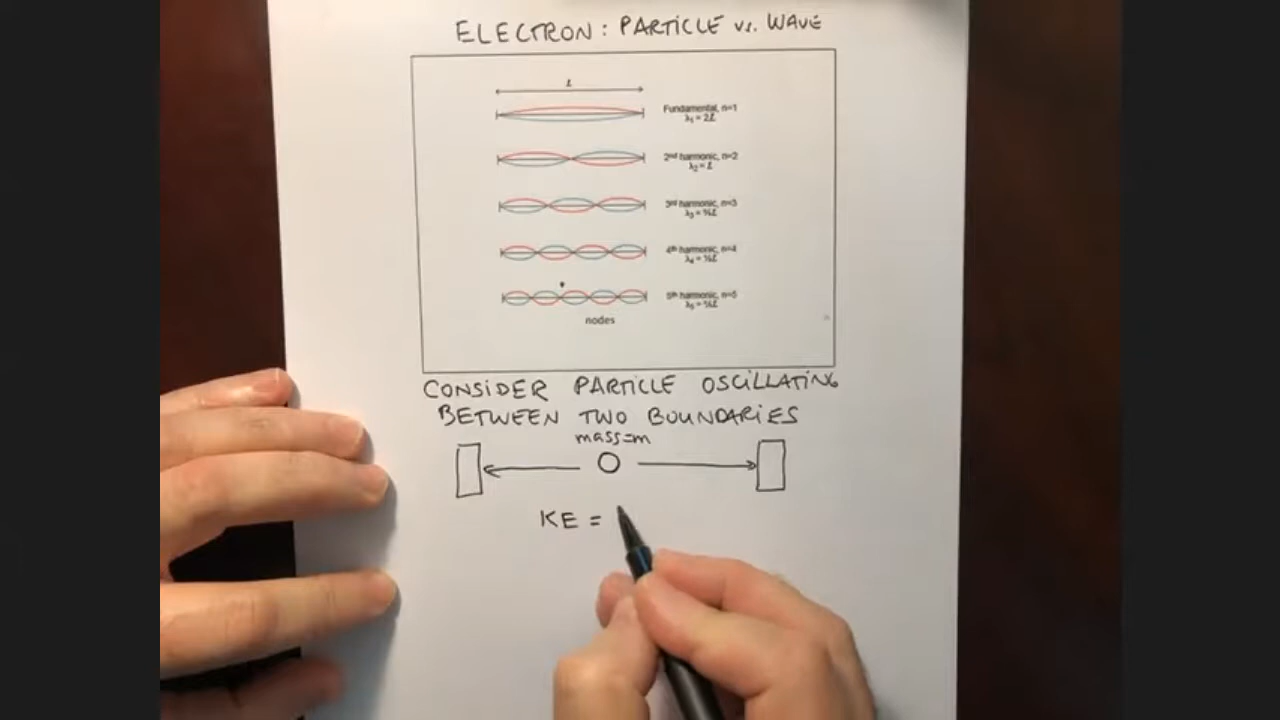 ELECTRON: PARTICLE vs. WAVE
L
Fundamental, n=1
λ₁ = 2L
2nd harmonic, n=2
λ₂ = L
3rd harmonic, n=3
4th harmonic, n=4
5th harmonic, n=5
nodes
CONSIDER PARTICLE OSCILLATING
BETWEEN TWO BOUNDARIES
mass=m
KE =